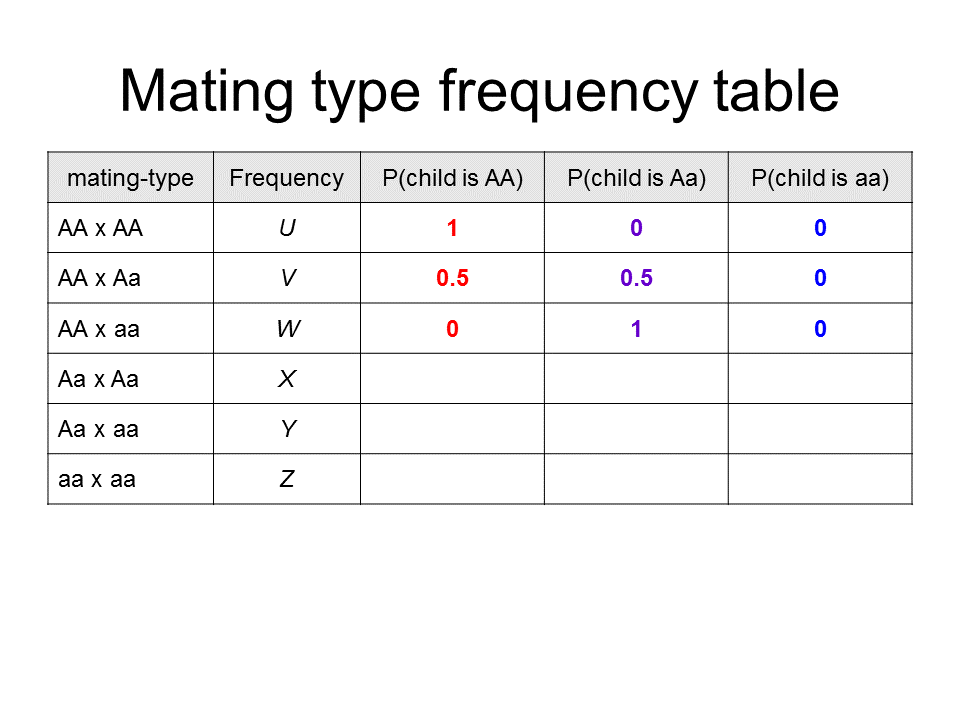 Mating type frequency table
mating-type Frequency P(child is AA) P(child is Aa) P(child is aa)
AA x AA U 1 0 0
AA x Aa V 0.5 0.5 0
AA x aa W 0 1 0
Aa x Aa X
Aa x aa Y
aa x aa Z